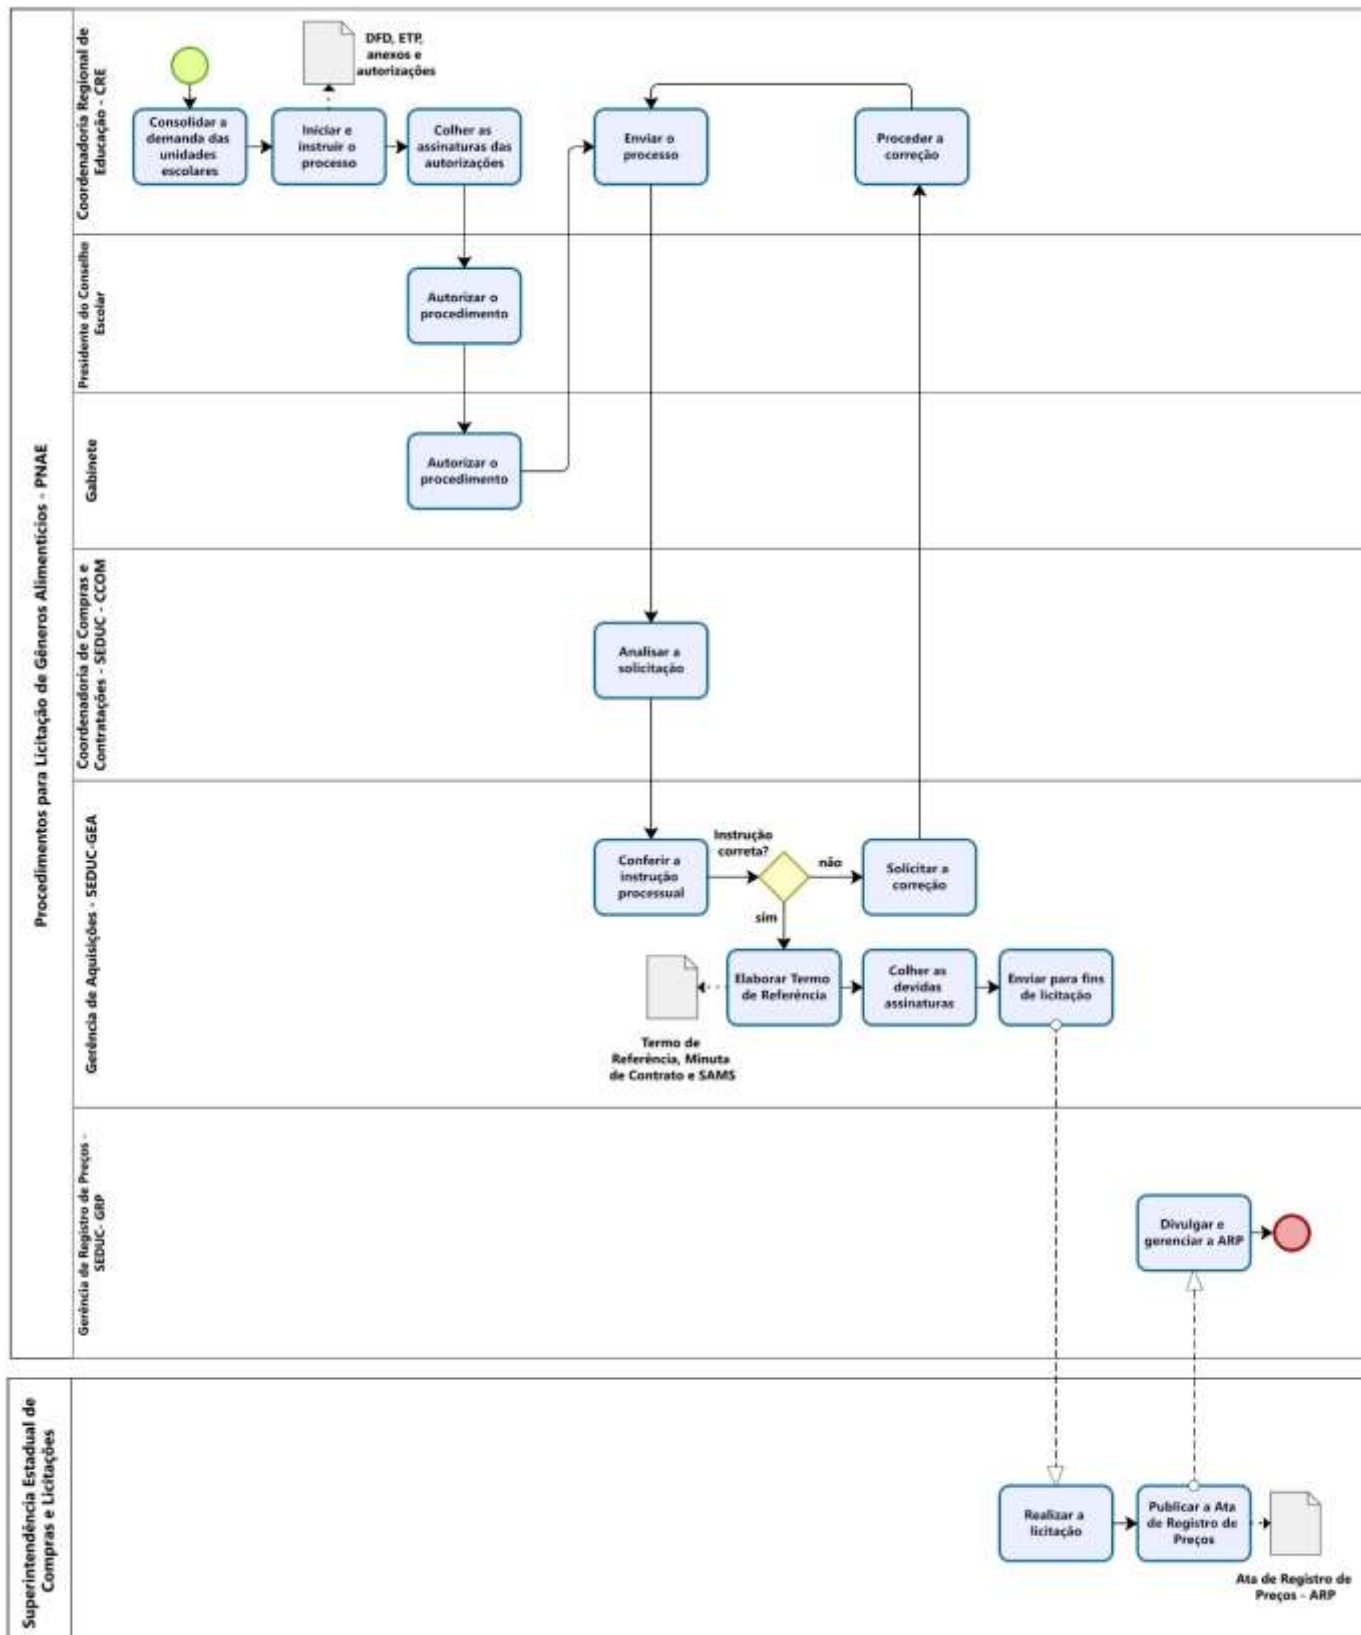 Procedimentos para Licitação de Gêneros Alimentícios - PNAE
Coordenadoria Regional de
Educação - CRE
DFD, ETP,
anexos e
autorizações
Consolidar a
demanda das
unidades
escolares
Iniciar e
instruir o
processo
Colher as
assinaturas das
autorizações
Enviar o
processo
Proceder a
correção
Presidente do Conselho
Escolar
Autorizar o
procedimento
Gabinete
Autorizar o
procedimento
Coordenadoria de Compras e
Contratações - SEDUC - CCOM
Analisar a
solicitação
Gerência de Aquisições - SEDUC-GEA
Conferir a
instrução
processual
Instrução
correta?
não
Solicitar a
correção
sim
Elaborar Termo
de Referência
Colher as
devidas
assinaturas
Enviar para fins
de licitação
Termo de
Referência, Minuta
de Contrato e SAMS
Gerência de Registro de Preços -
SEDUC- GRP
Divulgar e
gerenciar a ARP
Superintendência Estadual de
Compras e Licitações
Realizar a
licitação
Publicar a Ata
de Registro de
Preços
Ata de Registro de
Preços - ARP